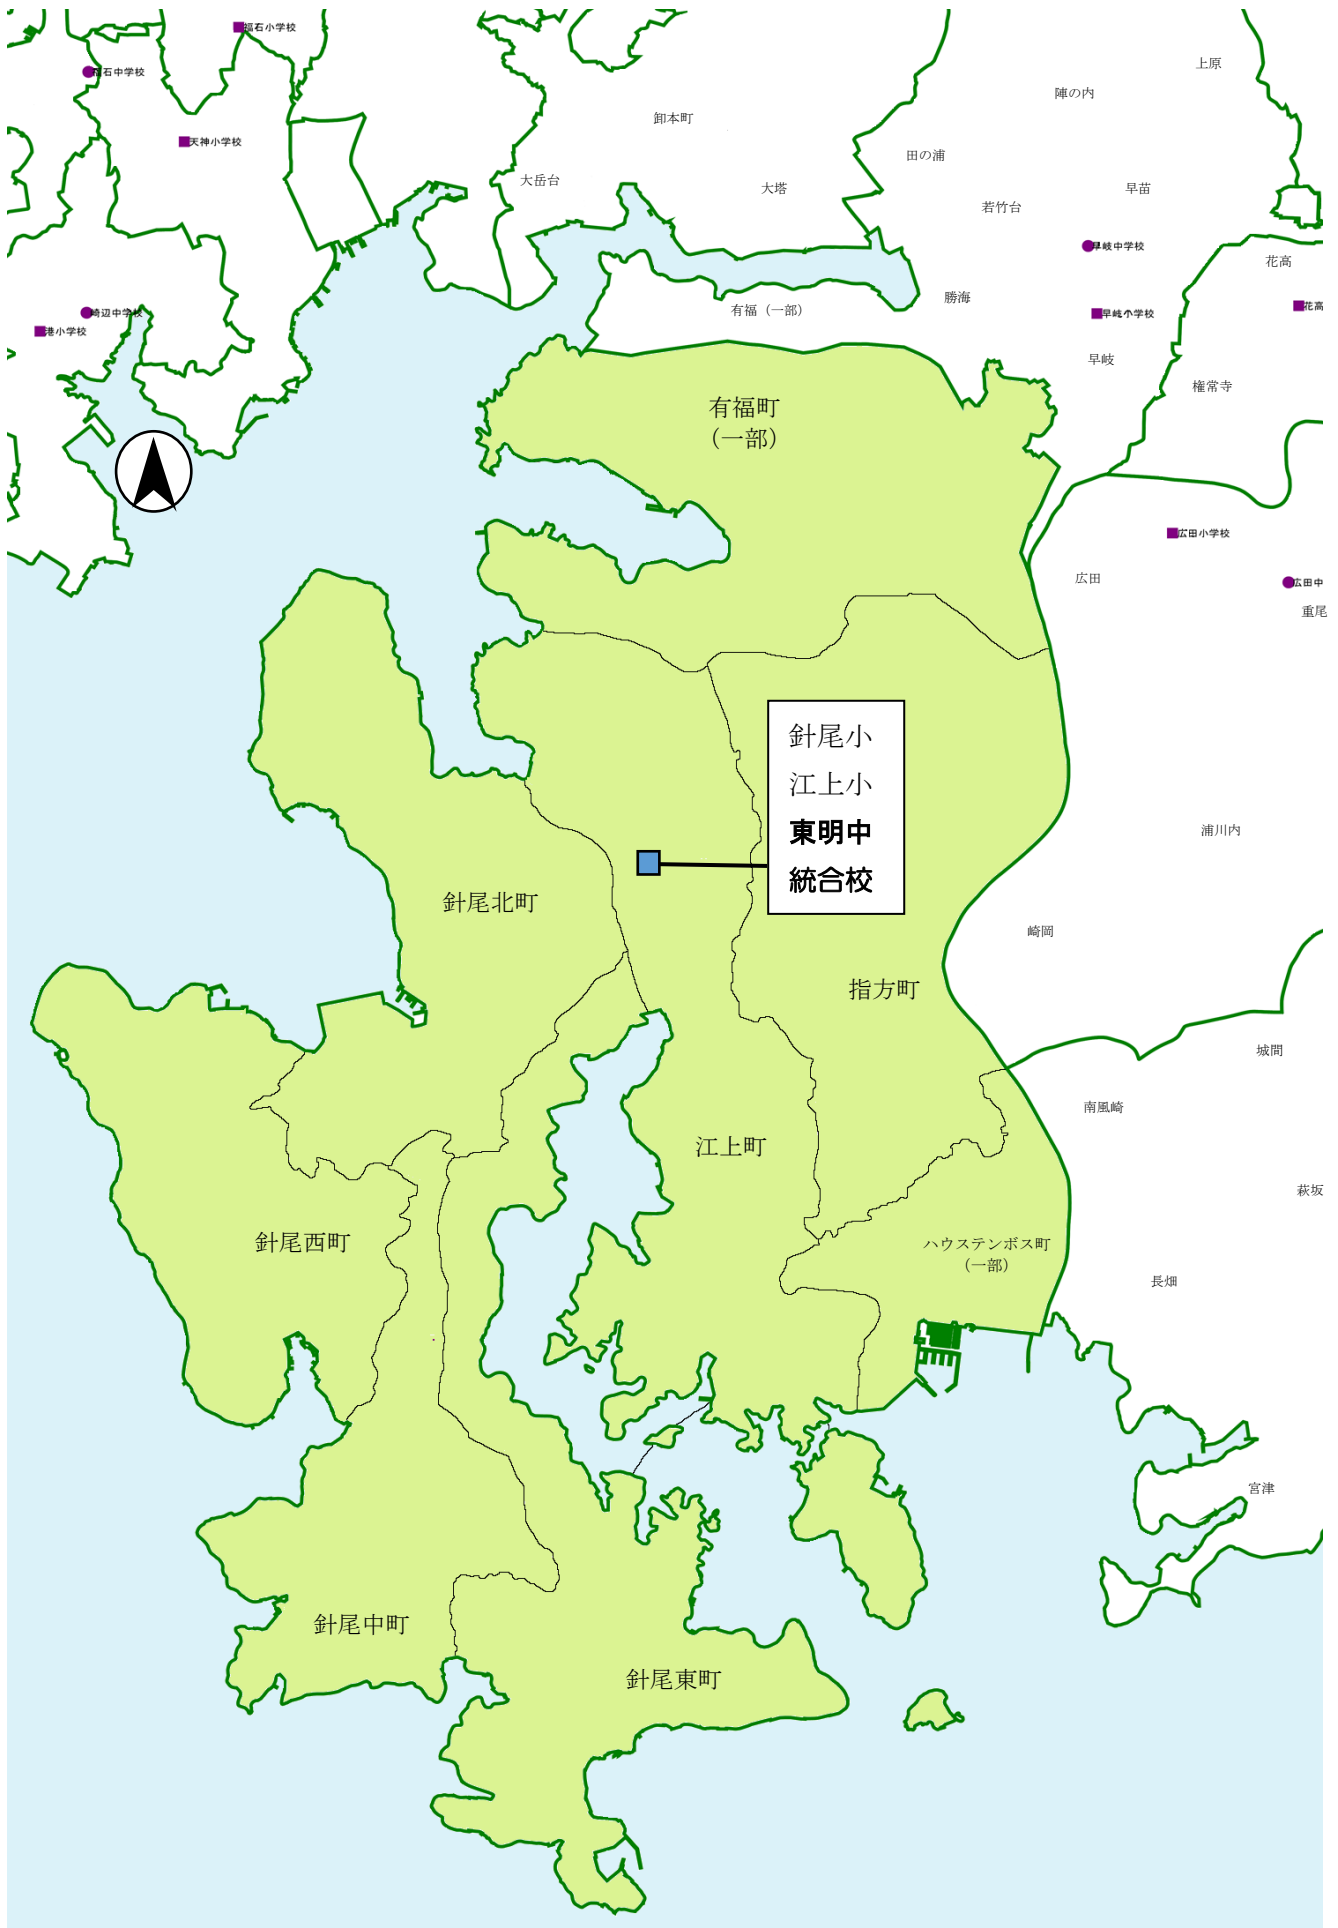 福石小学校
福石中学校
上原
陣の内
卸本町
天神小学校
田の浦
大岳台
大塔
早苗
若竹台
早岐中学校
花高
勝海
有福（一部）
崎辺中学校
港小学校
早岐小学校
花高
早岐
権常寺
有福町
（一部）
広田小学校
広田
広田中
重尾
針尾小
江上小
東明中
統合校
浦川内
針尾北町
崎岡
指方町
城間
南風崎
江上町
萩坂
針尾西町
ハウステンボス町
（一部）
長畑
宮津
針尾中町
針尾東町